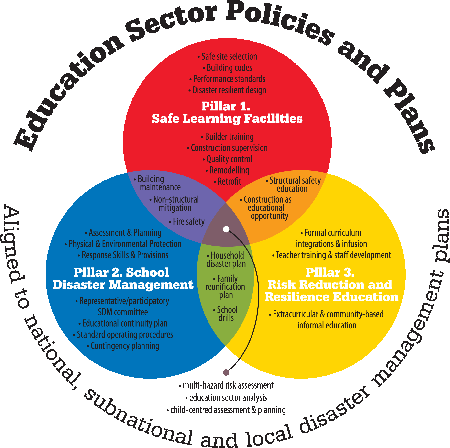 Education Sector Policies and Plans
• Safe site selection
• Building codes
• Performance standards
• Disaster resilient design
Pillar 1.
Safe Learning Facilities
• Builder training
• Construction supervision
• Quality control
• Remodelling
• Retrofit
• Building
maintenance
• Non-structural
mitigation
• Fire safety
• Structural safety
education
• Construction as
educational
opportunity
• Assessment & Planning
• Physical & Environmental Protection
• Response Skills & Provisions
Pillar 2. School
Disaster Management
• Representative/participatory
SDM committee
• Educational continuity plan
• Standard operating procedures
• Contingency planning
• Household
disaster plan
• Family
reunification
plan
• School
drills
• Formal curriculum
integrations & infusion
• Teacher training & staff development
Pillar 3.
Risk Reduction and
Resilience Education
• Extracurricular & community-based
informal education
• multi-hazard risk assessment
• education sector analysis
• child-centred assessment & planning
Aligned to national, subnational and local disaster management plans